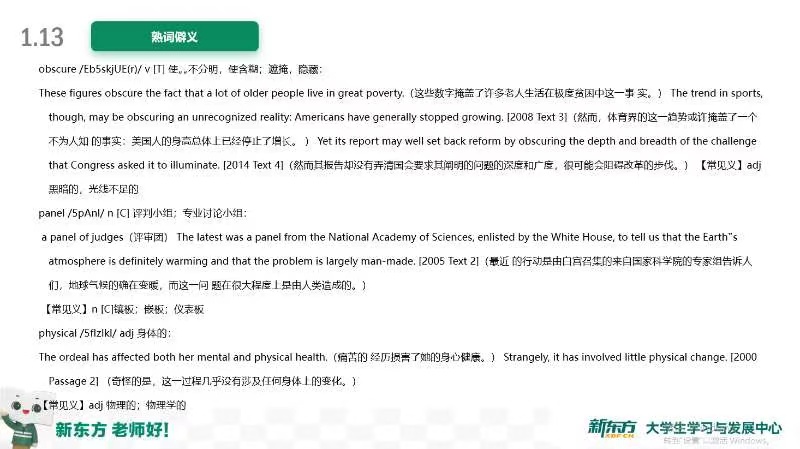 1.13
熟词僻义
obscure /Eb5skjUE(r)/ v [T] 使。。不分明，使含糊；遮掩，隐藏：
These figures obscure the fact that a lot of older people live in great poverty.（这些数字掩盖了许多老人生活在极度贫困中这一事 实。） The trend in sports,
though, may be obscuring an unrecognized reality: Americans have generally stopped growing. [2008 Text 3]（然而，体育界的这一趋势或许掩盖了一个
不为人知 的事实：美国人的身高总体上已经停止了增长。 ） Yet its report may well set back reform by obscuring the depth and breadth of the challenge
that Congress asked it to illuminate. [2014 Text 4]（然而其报告却没有弄清国会要求其阐明的问题的深度和广度，很可能会阻碍改革的步伐。） 【常见义】adj
黑暗的，光线不足的
panel /5pAnl/ n [C] 评判小组；专业讨论小组：
a panel of judges（评审团） The latest was a panel from the National Academy of Sciences, enlisted by the White House, to tell us that the Earth"s
atmosphere is definitely warming and that the problem is largely man-made. [2005 Text 2]（最近 的行动是由白宫召集的来自国家科学院的专家组告诉人
们，地球气候的确在变暖，而这一问 题在很大程度上是由人类造成的。）
【常见义】n [C]镶板；嵌板；仪表板
physical /5fIzIkl/ adj 身体的：
The ordeal has affected both her mental and physical health.（痛苦的 经历损害了她的身心健康。） Strangely, it has involved little physical change. [2000
Passage 2] （奇怪的是，这一过程几乎没有涉及任何身体上的变化。）
【常见义】adj 物理的；物理学的
新东方 老师好！
新东方 XDF.CN 大学生学习与发展中心
转到"设置"以激活 Windows。